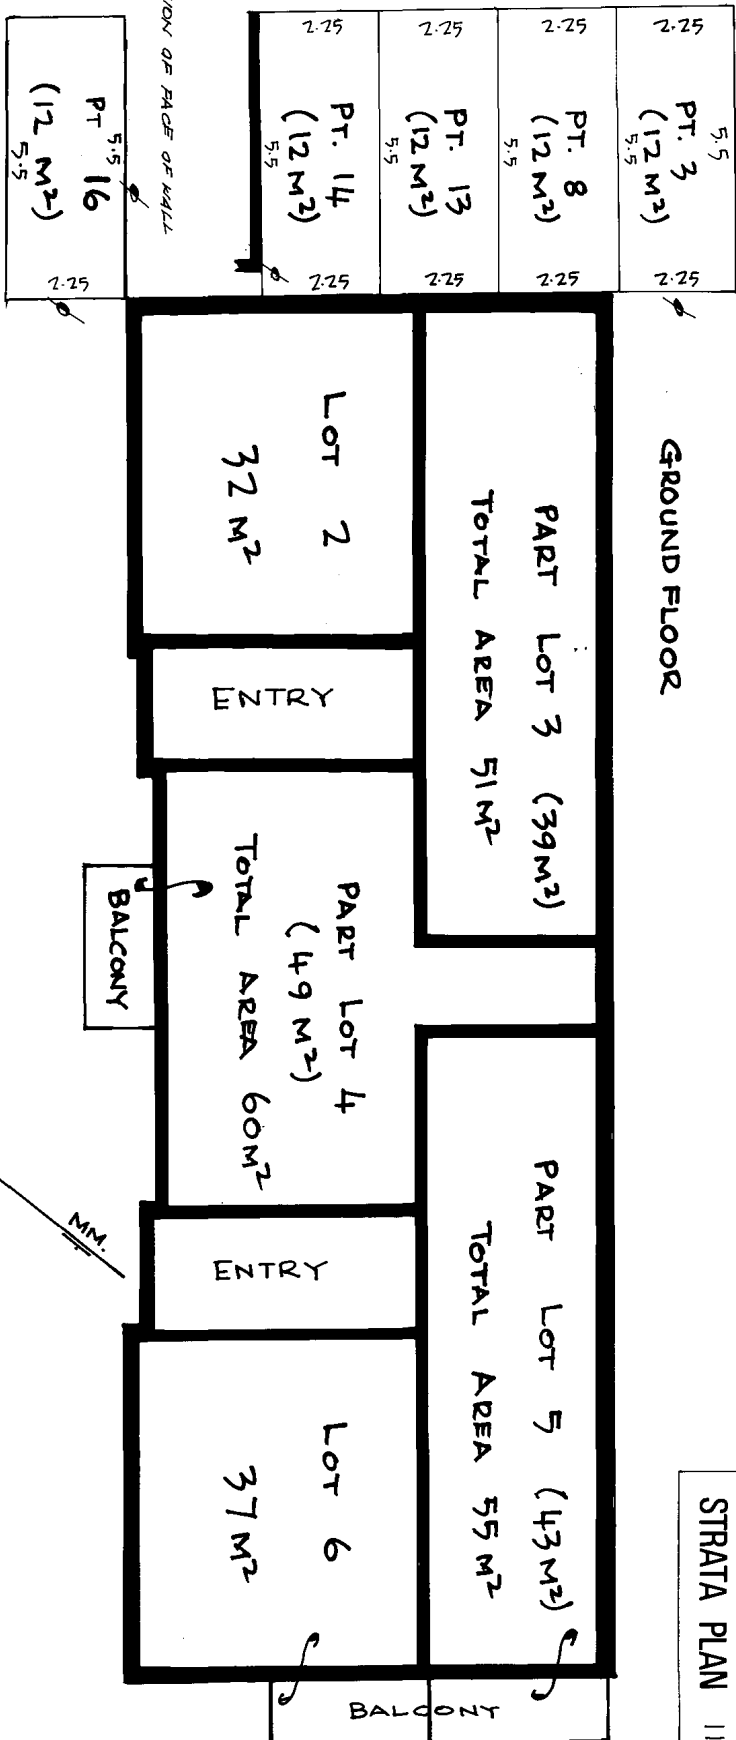 STRATA PLAN 11
GROUND FLOOR
5.5
2.25
PT. 3
(12 M²)
5.5
2.25
2.25
PT. 8
(12 M²)
5.5
2.25
2.25
PT. 13
(12 M²)
5.5
2.25
2.25
PT. 14
(12 M²)
5.5
2.25
ION OF FACE OF WALL
5.5
PT 16
(12 M²)
5.5
2.25
PART LOT 3 (39M²)
TOTAL AREA 51M²
PART LOT 5 (43M²)
TOTAL AREA 55M²
LOT 2
32 M²
ENTRY
PART LOT 4
(49 M²)
TOTAL AREA 60M²
BALCONY
ENTRY
LOT 6
37 M²
BALCONY
MM.